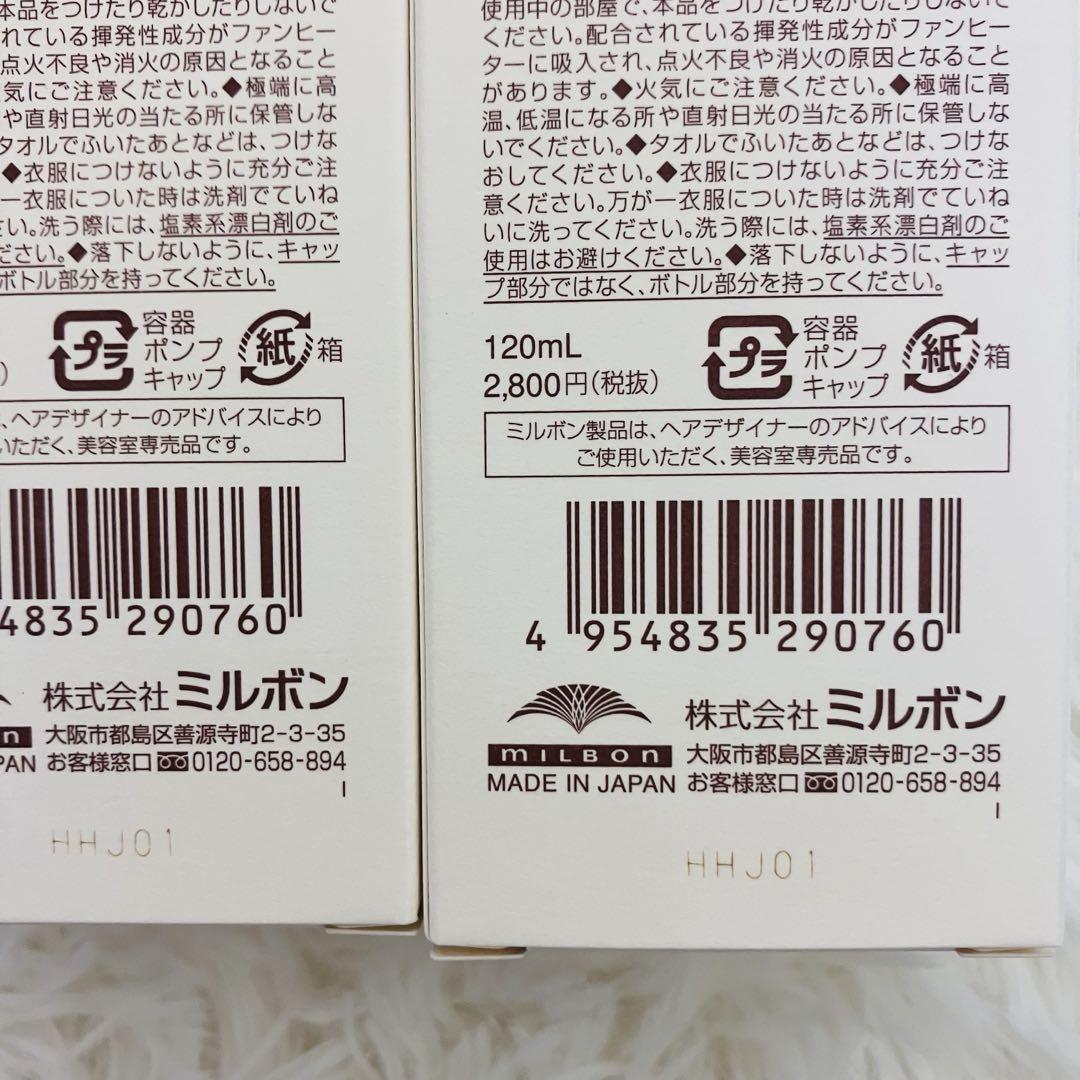 本品をつけたり乾かしたりしないで
れている揮発性成分がファンヒー
点火不良や消火の原因となること
気にご注意ください。◆極端に高
や直射日光の当たる所に保管しな
タオルでふいたあとなどは、つけな
◆衣服につけないように充分ご注
一衣服についた時は洗剤でていね
い。洗う際には、塩素系漂白剤のご
ださい。◆落下しないように、キャッ
ボトル部分を持ってください。
プラ 容器
ポンプ
キャップ
紙 箱
)
、ヘアデザイナーのアドバイスにより
いただく、美容室専売品です。
4835 290760
株式会社 ミルボン
n 大阪市都島区善源寺町2-3-35
PAN お客様窓口 0120-658-894
I
HHJ01
使用中の部屋で、本品をつけたり乾かしたりしないで
ください。配合されている揮発性成分がファンヒー
ターに吸入され、点火不良や消火の原因となること
があります。◆火気にご注意ください。◆極端に高
温、低温になる所や直射日光の当たる所に保管しな
いでください。◆タオルでふいたあとなどは、つけな
おしてください。◆衣服につけないように充分ご注
意ください。万が一衣服についた時は洗剤でていね
いに洗ってください。洗う際には、塩素系漂白剤のご
使用はお避けください。◆落下しないように、キャッ
プ部分ではなく、ボトル部分を持ってください。
120mL
2,800円(税抜)
プラ 容器
ポンプ
キャップ
紙 箱
ミルボン製品は、ヘアデザイナーのアドバイスにより
ご使用いただく、美容室専売品です。
4 954835 290760
株式会社 ミルボン
MILBON 大阪市都島区善源寺町2-3-35
MADE IN JAPAN お客様窓口 0120-658-894
I
HHJ01